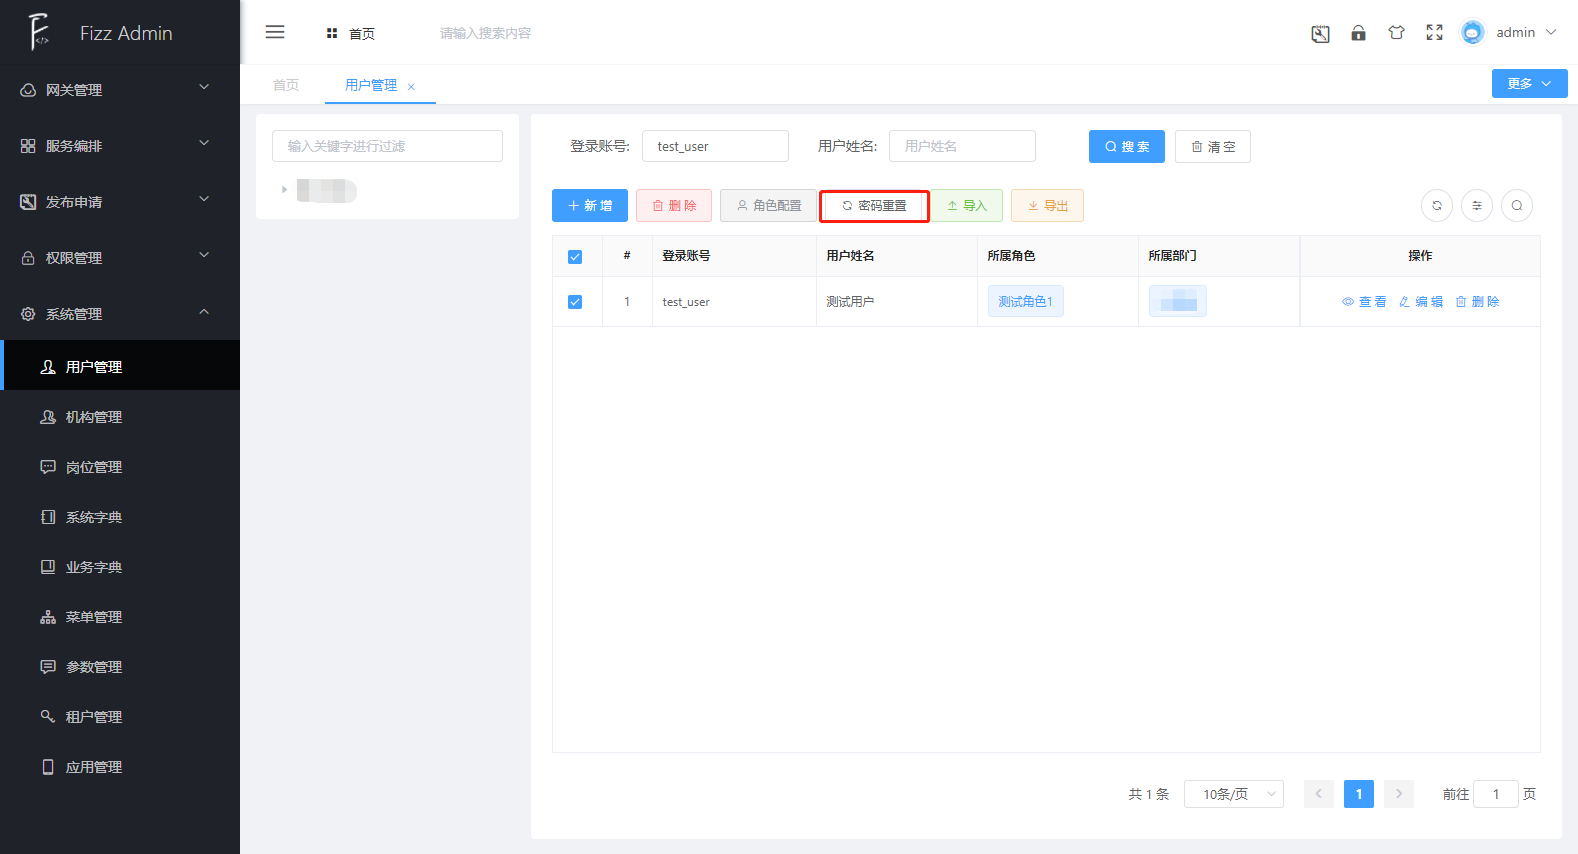 Fizz Admin
首页
请输入搜索内容
admin
网关管理
服务编排
发布申请
权限管理
系统管理
用户管理
机构管理
岗位管理
系统字典
业务字典
菜单管理
参数管理
租户管理
应用管理
首页
用户管理
更多
输入关键字进行过滤
登录账号: test_user
用户姓名: 用户姓名
搜索
清空
新增
删除
角色配置
密码重置
导入
导出
# 登录账号 用户姓名 所属角色 所属部门 操作
1 test_user 测试用户 测试角色1 查看 编辑 删除
共 1 条 10条/页 1 前往 1 页